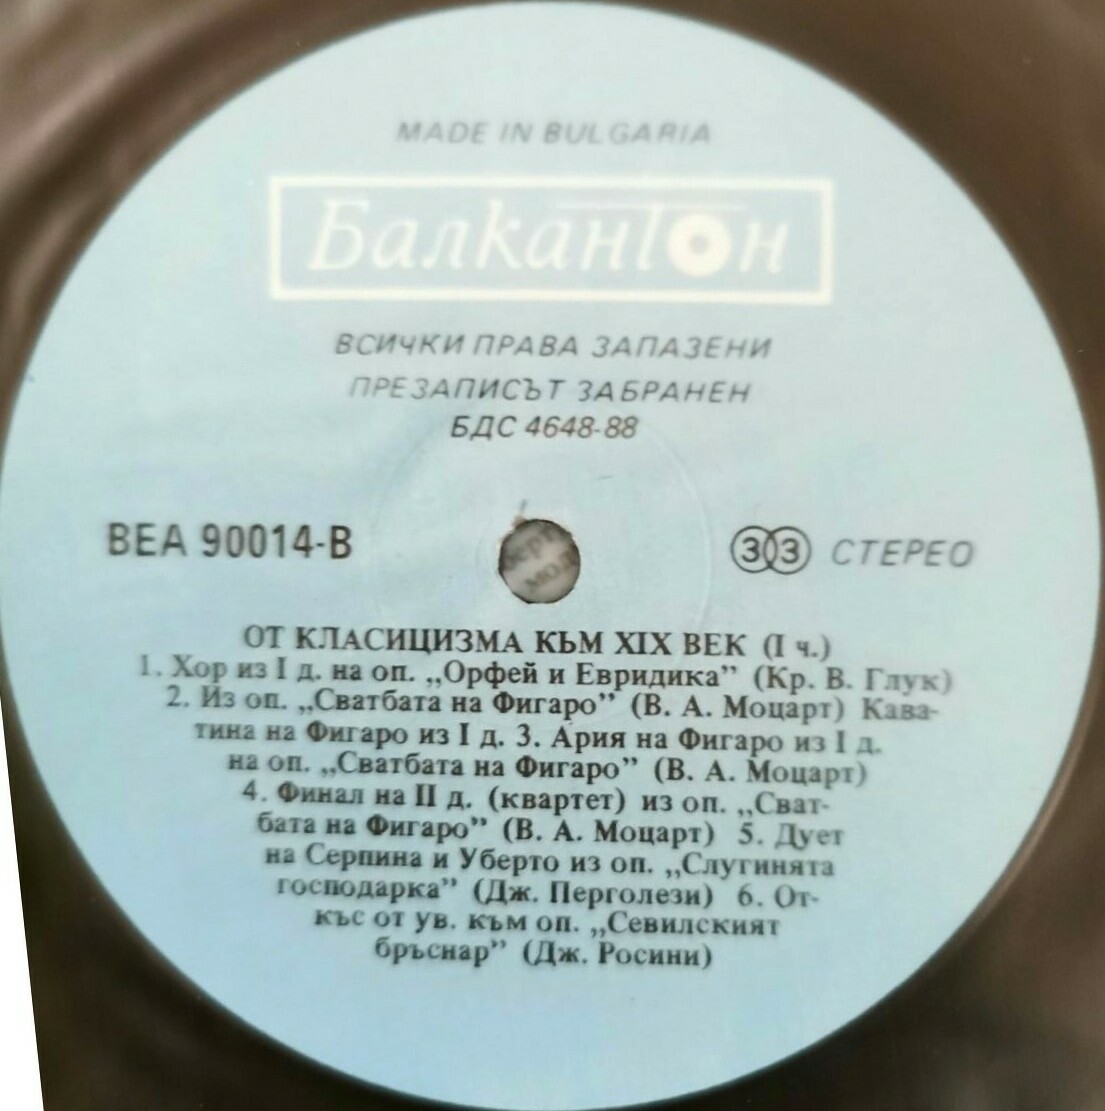 MADE IN BULGARIA
Балкантон
ВСИЧКИ ПРАВА ЗАПАЗЕНИ
ПРЕЗАПИСЪТ ЗАБРАНЕН
БДС 4648-88
ВЕА 90014-В
33 СТЕРЕО
ОТ КЛАСИЦИЗМА КЪМ XIX ВЕК (I ч.)
1. Хор из I д. на оп. „Орфей и Евридика” (Кр. В. Глук)
2. Из оп. „Сватбата на Фигаро” (В. А. Моцарт) Кава-
тина на Фигаро из I д. 3. Ария на Фигаро из I д.
на оп. „Сватбата на Фигаро” (В. А. Моцарт)
4. Финал на II д. (квартет) из оп. „Сват-
бата на Фигаро” (В. А. Моцарт) 5. Дует
на Серпина и Уберто из оп. „Слугинята
господарка” (Дж. Перголези) 6. От-
къс от ув. към оп. „Севилският
бръснар” (Дж. Росини)